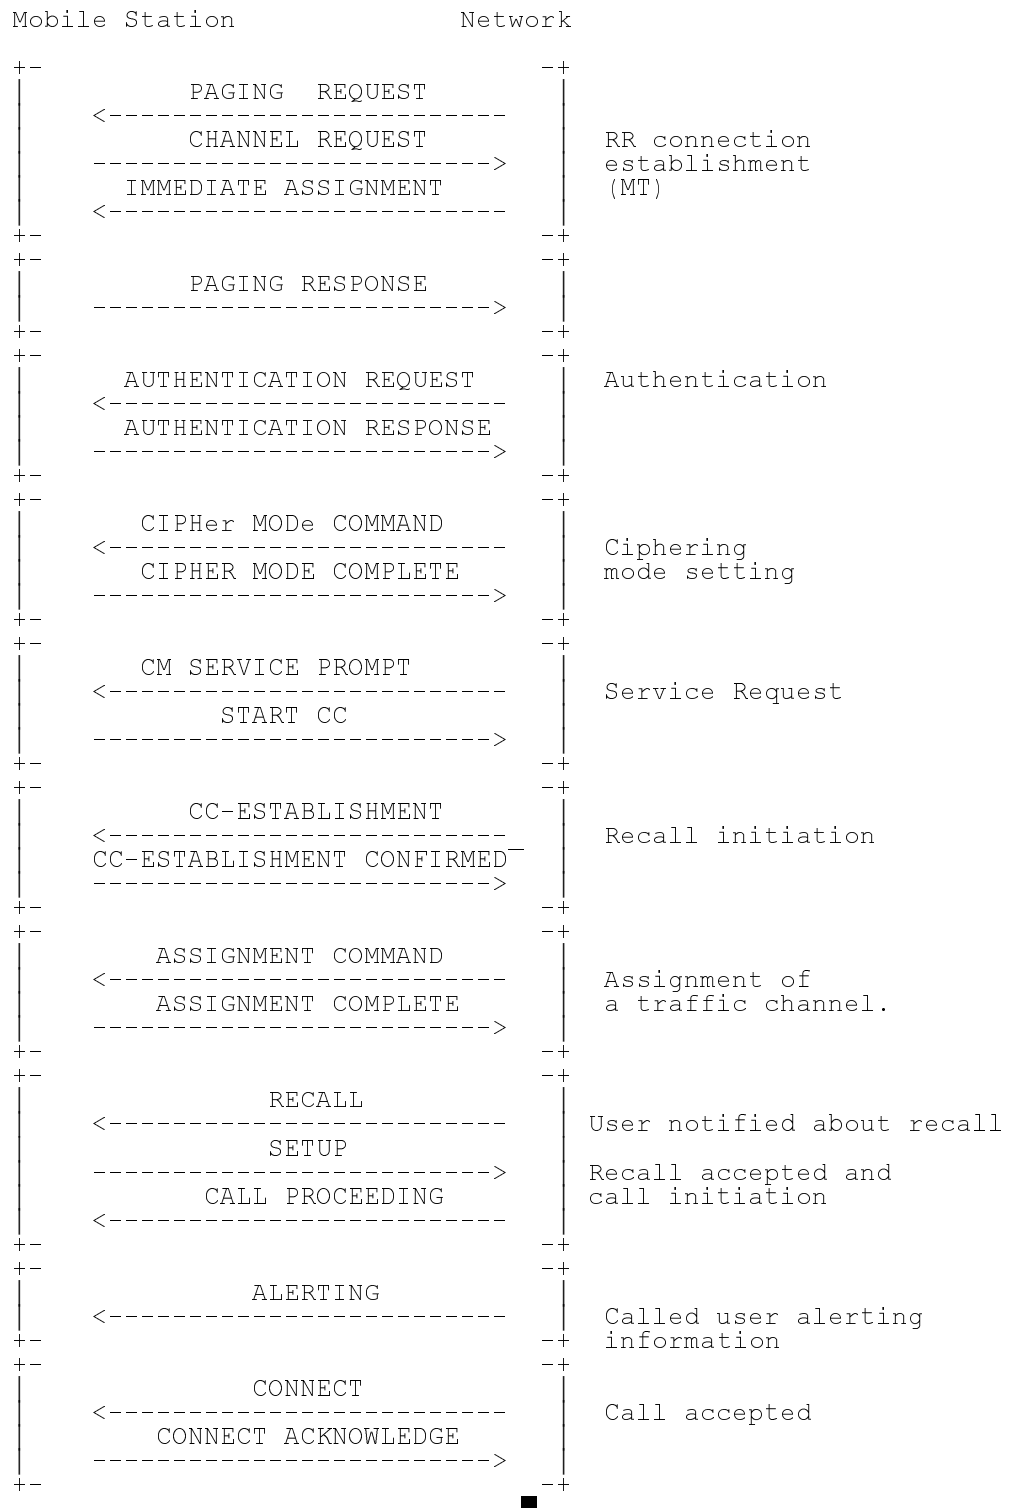 Mobile Station Network
PAGING REQUEST
CHANNEL REQUEST RR connection
establishment
IMMEDIATE ASSIGNMENT (MT)
PAGING RESPONSE
AUTHENTICATION REQUEST Authentication
AUTHENTICATION RESPONSE
CIPHer MODe COMMAND
Ciphering
CIPHER MODE COMPLETE mode setting
CM SERVICE PROMPT
Service Request
START CC
CC-ESTABLISHMENT
Recall initiation
CC-ESTABLISHMENT CONFIRMED
ASSIGNMENT COMMAND
Assignment of
ASSIGNMENT COMPLETE a traffic channel.
RECALL
User notified about recall
SETUP
Recall accepted and
CALL PROCEEDING call initiation
ALERTING
Called user alerting
information
CONNECT
Call accepted
CONNECT ACKNOWLEDGE